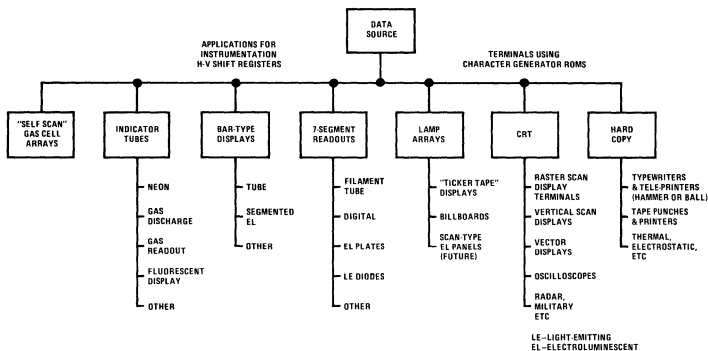 DATA
SOURCE
APPLICATIONS FOR
INSTRUMENTATION
H-V SHIFT REGISTERS
TERMINALS USING
CHARACTER GENERATOR ROMS
"SELF SCAN"
GAS CELL
ARRAYS
INDICATOR
TUBES
BAR-TYPE
DISPLAYS
7-SEGMENT
READOUTS
LAMP
ARRAYS
CRT
HARD
COPY
NEON
GAS
DISCHARGE
GAS
READOUT
FLUORESCENT
DISPLAY
OTHER
TUBE
SEGMENTED
EL
OTHER
FILAMENT
TUBE
DIGITAL
EL PLATES
LE DIODES
OTHER
"TICKER TAPE"
DISPLAYS
BILLBOARDS
SCAN-TYPE
EL PANELS
(FUTURE)
RASTER SCAN
DISPLAY
TERMINALS
VERTICAL SCAN
DISPLAYS
VECTOR
DISPLAYS
OSCILLOSCOPES
RADAR,
MILITARY
ETC
TYPEWRITERS
& TELE-PRINTERS
(HAMMER OR BALL)
TAPE PUNCHES
& PRINTERS
THERMAL,
ELECTROSTATIC,
ETC
LE–LIGHT-EMITTING
EL–ELECTROLUMINESCENT